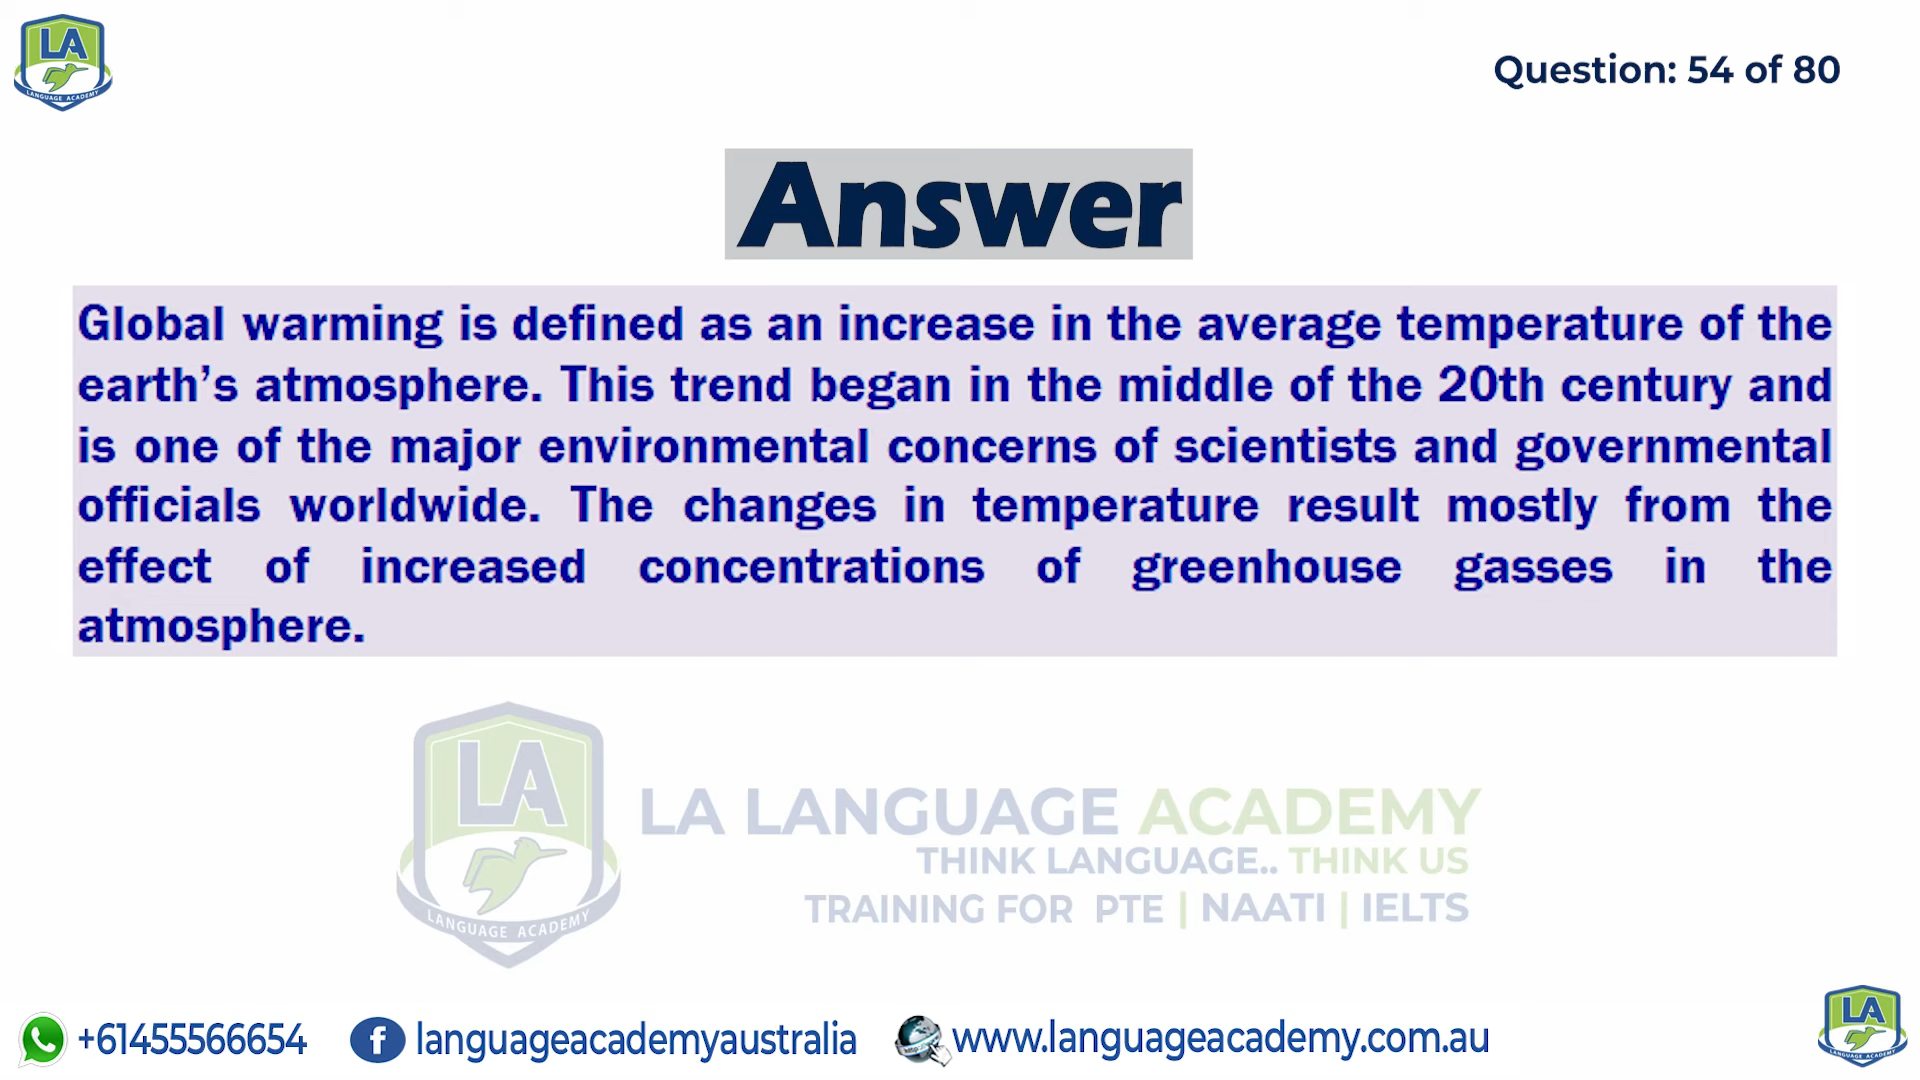 LA
LANGUAGE ACADEMY
Question: 54 of 80
Answer
Global warming is defined as an increase in the average temperature of the
earth’s atmosphere. This trend began in the middle of the 20th century and
is one of the major environmental concerns of scientists and governmental
officials worldwide. The changes in temperature result mostly from the
effect of increased concentrations of greenhouse gasses in the
atmosphere.
LA
LANGUAGE ACADEMY
LA LANGUAGE ACADEMY
THINK LANGUAGE.. THINK US
TRAINING FOR PTE | NAATI | IELTS
+61455566654
languageacademyaustralia
www.languageacademy.com.au
LA
LANGUAGE ACADEMY